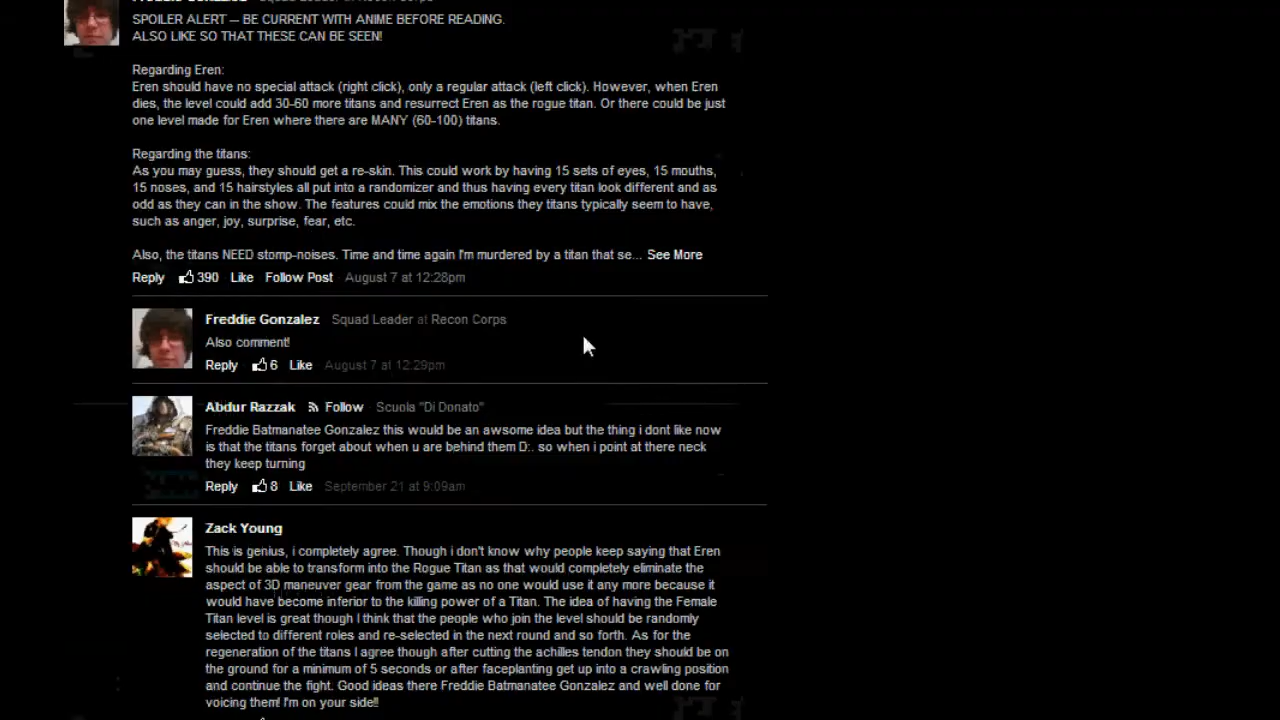 SPOILER ALERT -- BE CURRENT WITH ANIME BEFORE READING.
ALSO LIKE SO THAT THESE CAN BE SEEN!
Regarding Eren:
Eren should have no special attack (right click), only a regular attack (left click). However, when Eren
dies, the level could add 30-60 more titans and resurrect Eren as the rogue titan. Or there could be just
one level made for Eren where there are MANY (60-100) titans.
Regarding the titans:
As you may guess, they should get a re-skin. This could work by having 15 sets of eyes, 15 mouths,
15 noses, and 15 hairstyles all put into a randomizer and thus having every titan look different and as
odd as they can in the show. The features could mix the emotions they titans typically seem to have,
such as anger, joy, surprise, fear, etc.
Also, the titans NEED stomp-noises. Time and time again I'm murdered by a titan that se... See More
Reply 390 Like Follow Post · August 7 at 12:28pm
Freddie Gonzalez Squad Leader at Recon Corps
Also comment!
Reply 6 Like August 7 at 12:29pm
Abdur Razzak Follow · Scuola "Di Donato"
Freddie Batmanatee Gonzalez this would be an awsome idea but the thing i dont like now
is that the titans forget about when u are behind them D:. so when i point at there neck
they keep turning
Reply 8 Like September 21 at 9:09am
Zack Young
This is genius, i completely agree. Though i don't know why people keep saying that Eren
should be able to transform into the Rogue Titan as that would completely eliminate the
aspect of 3D maneuver gear from the game as no one would use it any more because it
would have become inferior to the killing power of a Titan. The idea of having the Female
Titan level is great though I think that the people who join the level should be randomly
selected to different roles and re-selected in the next round and so forth. As for the
regeneration of the titans I agree though after cutting the achilles tendon they should be on
the ground for a minimum of 5 seconds or after faceplanting get up into a crawling position
and continue the fight. Good ideas there Freddie Batmanatee Gonzalez and well done for
voicing them! I'm on your side!!